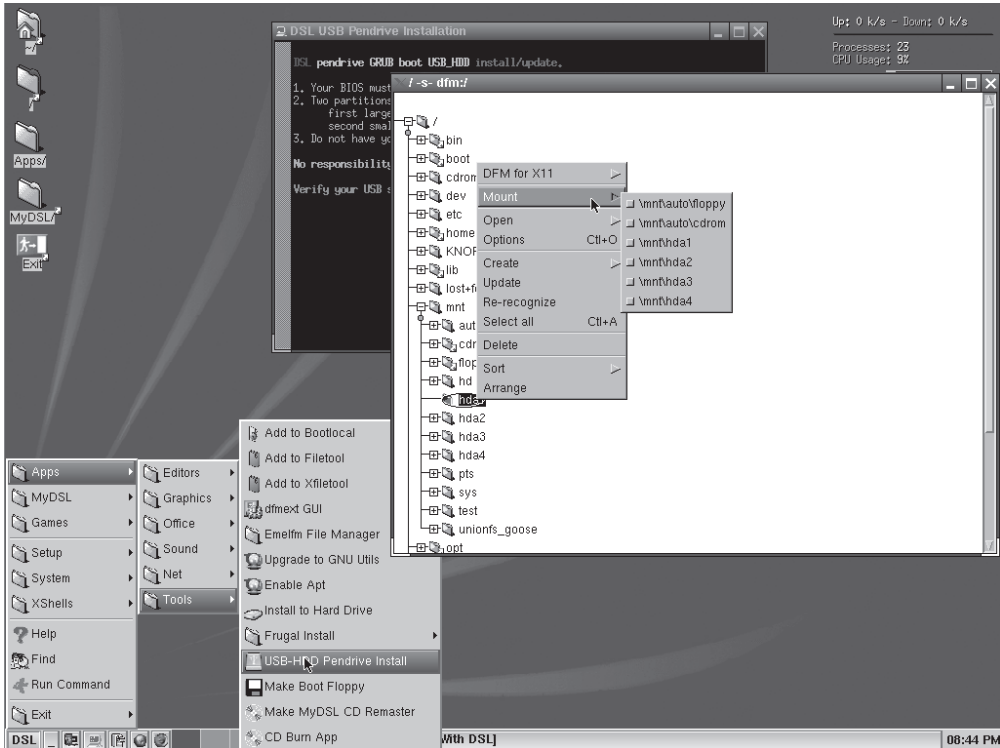 ~/
/
Apps/
MyDSL/
Exit
DSL USB Pendrive Installation
DSL pendrive GRUB boot USB_HDD install/update.
1. Your BIOS must
2. Two partitions
first large
second
3. Do not have
No responsibility
Verify your USB
Up: 0 k/s - Down: 0 k/s
Processes: 23
CPU Usage: 9%
/ -s- dfm:/
/
bin
boot
cdrom
dev
etc
home
lib
mnt
hd
hda2
hda3
hda4
pts
sys
test
unionfs_goose
opt
DFM for X11
Mount
Open
Options Ctl+O
Create
Update
Re-recognize
Select all Ctl+A
Delete
Sort
Arrange
\mnt\auto\floppy
\mnt\auto\cdrom
\mnt\hda1
\mnt\hda2
\mnt\hda3
\mnt\hda4
Apps
MyDSL
Games
Setup
System
XShells
Help
Find
Run Command
Exit
Editors
Graphics
Office
Sound
Net
Tools
Add to Bootlocal
Add to Filetool
Add to Xfiletool
dfmext GUI
Emelfm File Manager
Upgrade to GNU Utils
Enable Apt
Install to Hard Drive
Frugal Install
USB-HDD Pendrive Install
Make Boot Floppy
Make MyDSL CD Remaster
CD Burn App
DSL
With DSL]
08:44 PM